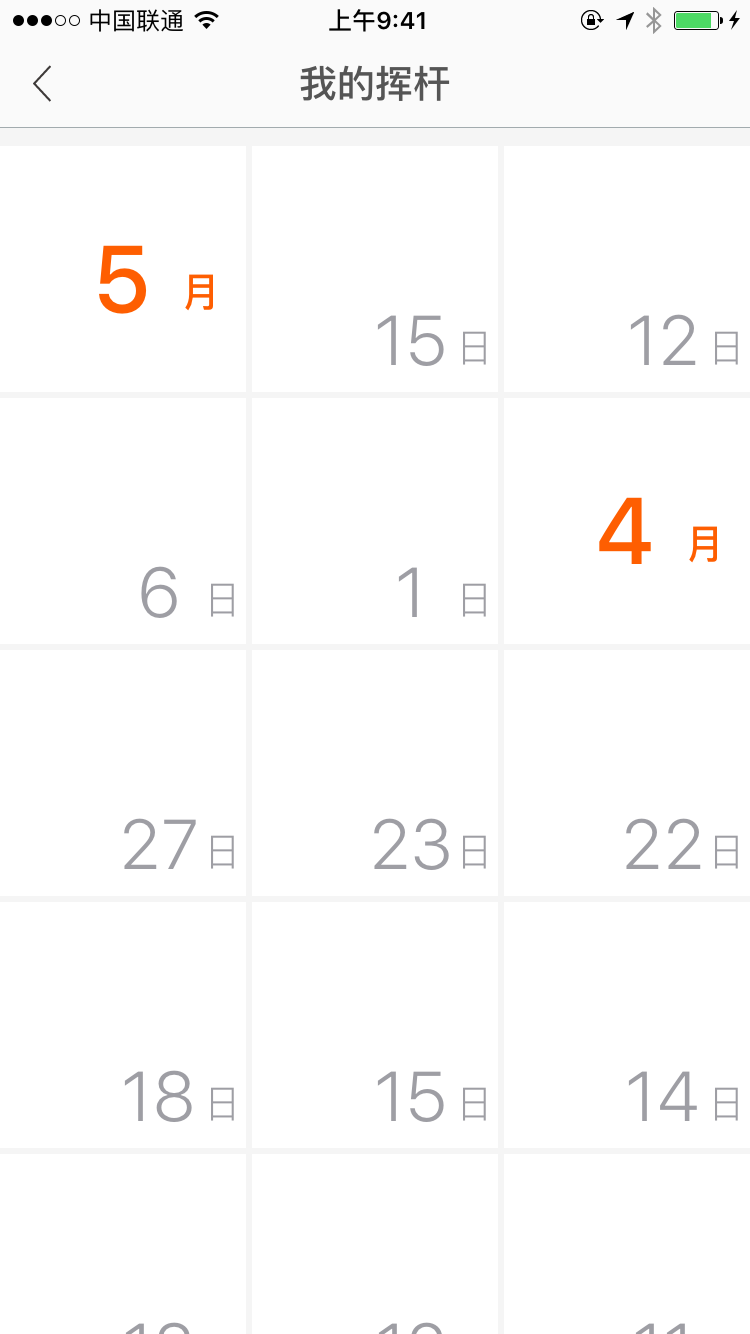 中国联通 上午9:41
我的挥杆
5 月 15 日 12 日
6 日 1 日 4 月
27 日 23 日 22 日
18 日 15 日 14 日